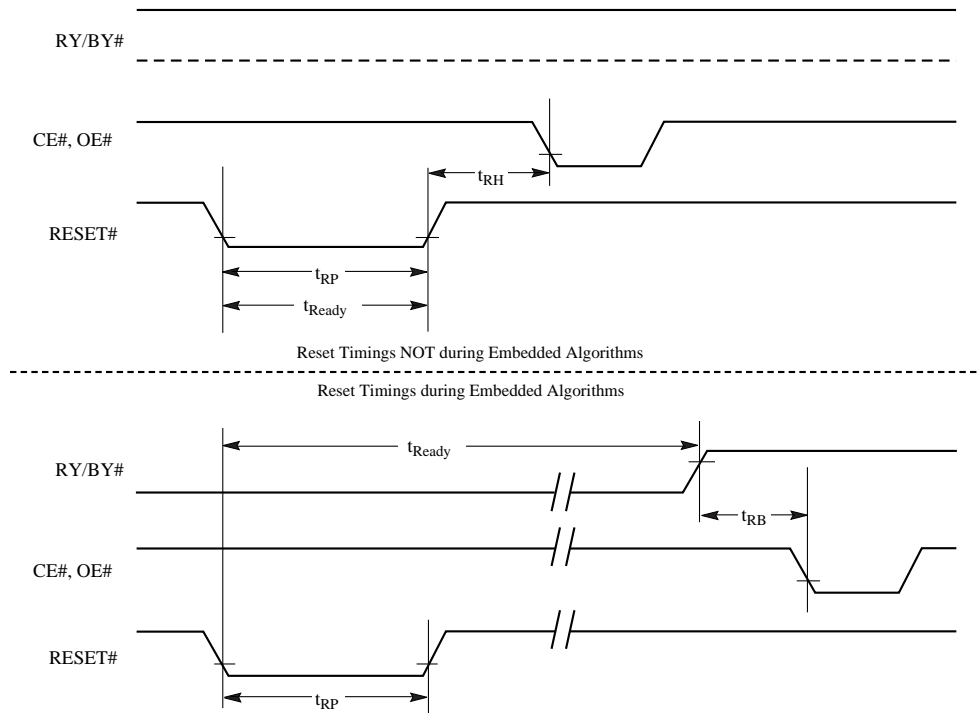 RY/BY#
CE#, OE#
tRH
RESET#
tRP
tReady
Reset Timings NOT during Embedded Algorithms
Reset Timings during Embedded Algorithms
tReady
RY/BY#
tRB
CE#, OE#
RESET#
tRP